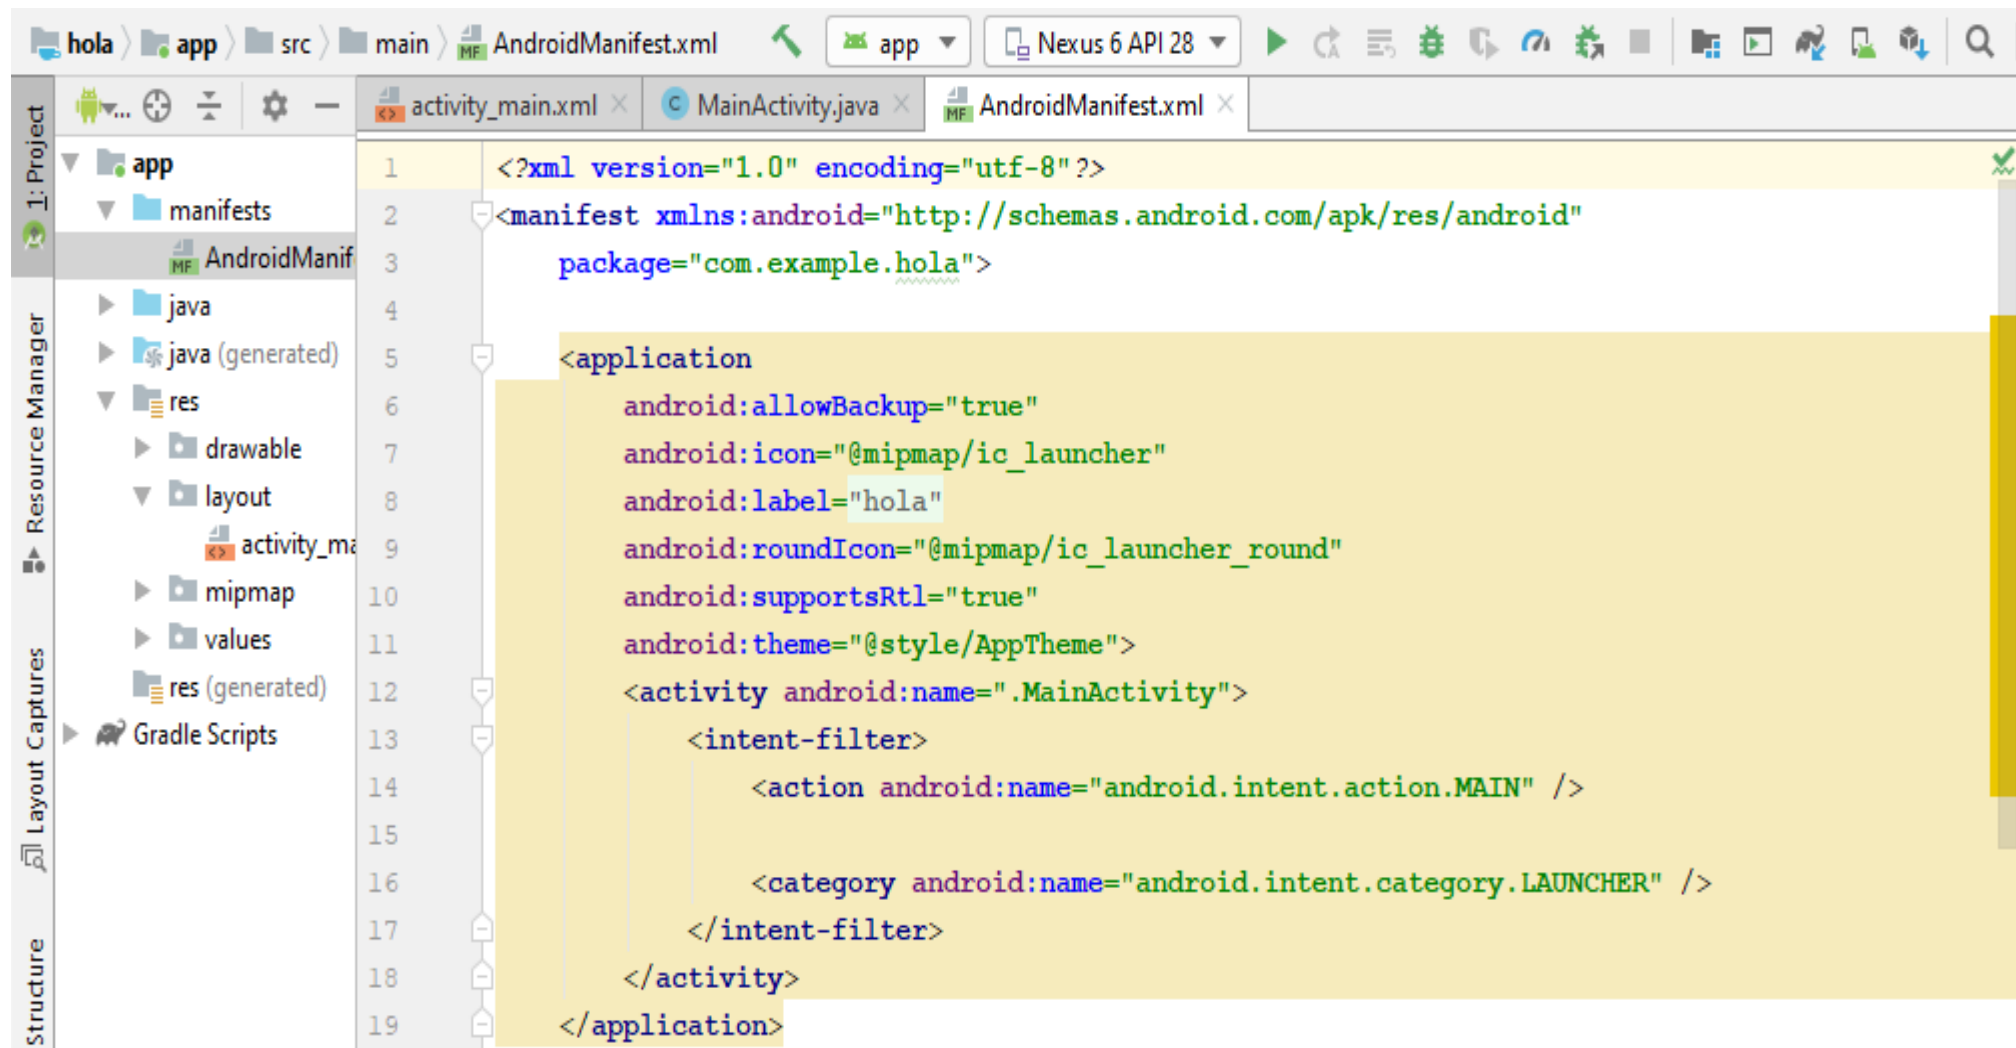 hola app src main AndroidManifest.xml app Nexus 6 API 28
1: Project
Resource Manager
Layout Captures
Structure
app
manifests
AndroidManif
java
java (generated)
res
drawable
layout
activity_ma
mipmap
values
res (generated)
Gradle Scripts
activity_main.xml MainActivity.java AndroidManifest.xml
1 <?xml version="1.0" encoding="utf-8"?>
2 <manifest xmlns:android="http://schemas.android.com/apk/res/android"
3 package="com.example.hola">
4
5 <application
6 android:allowBackup="true"
7 android:icon="@mipmap/ic_launcher"
8 android:label="hola"
9 android:roundIcon="@mipmap/ic_launcher_round"
10 android:supportsRtl="true"
11 android:theme="@style/AppTheme">
12 <activity android:name=".MainActivity">
13 <intent-filter>
14 <action android:name="android.intent.action.MAIN" />
15
16 <category android:name="android.intent.category.LAUNCHER" />
17 </intent-filter>
18 </activity>
19 </application>